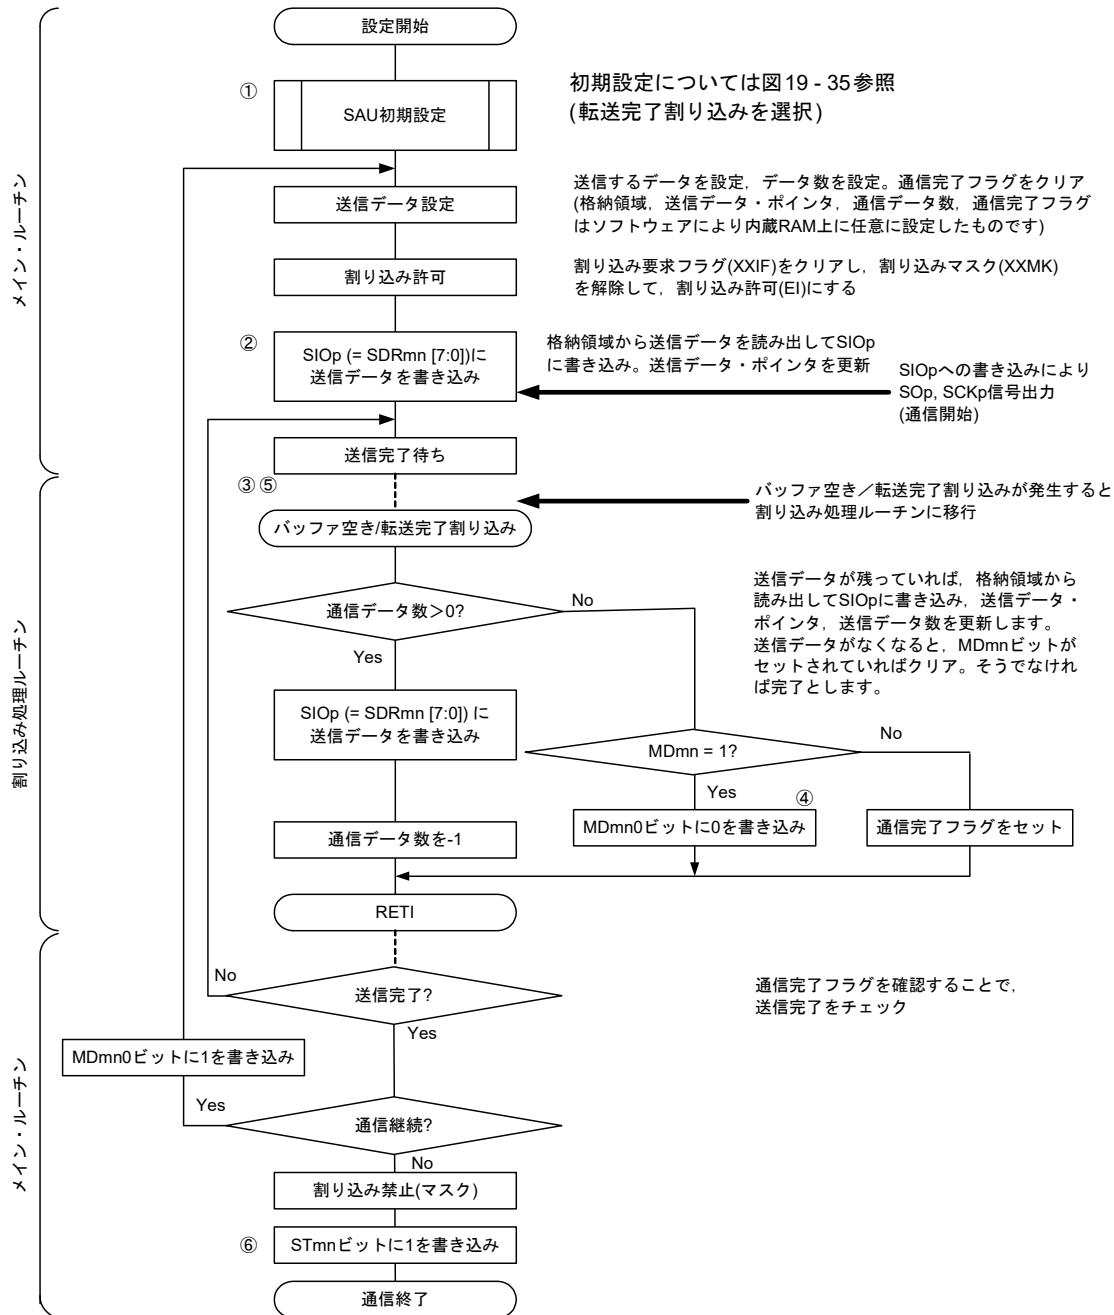 設定開始
①
SAU初期設定
初期設定については図19 - 35参照
(転送完了割り込みを選択)
メイン・ルーチン
送信データ設定
送信するデータを設定，データ数を設定。通信完了フラグをクリア
(格納領域，送信データ・ポインタ，通信データ数，通信完了フラグ
はソフトウェアにより内蔵RAM上に任意に設定したものです)
割り込み許可
割り込み要求フラグ(XXIF)をクリアし，割り込みマスク(XXMK)
を解除して，割り込み許可(EI)にする
②
SIOp (= SDRmn [7:0])に
送信データを書き込み
格納領域から送信データを読み出してSIOp
に書き込み。送信データ・ポインタを更新
SIOpへの書き込みにより
SOp, SCKp信号出力
(通信開始)
送信完了待ち
③⑤
バッファ空き／転送完了割り込みが発生すると
割り込み処理ルーチンに移行
バッファ空き/転送完了割り込み
割り込み処理ルーチン
通信データ数＞0?
No
Yes
送信データが残っていれば，格納領域から
読み出してSIOpに書き込み，送信データ・
ポインタ，送信データ数を更新します。
送信データがなくなると，MDmnビットが
セットされていればクリア。そうでなけれ
ば完了とします。
SIOp (= SDRmn [7:0]) に
送信データを書き込み
MDmn = 1?
No
Yes
④
通信データ数を-1
MDmn0ビットに0を書き込み
通信完了フラグをセット
RETI
メイン・ルーチン
No
送信完了?
Yes
通信完了フラグを確認することで，
送信完了をチェック
MDmn0ビットに1を書き込み
Yes
通信継続?
No
割り込み禁止(マスク)
⑥
STmnビットに1を書き込み
通信終了